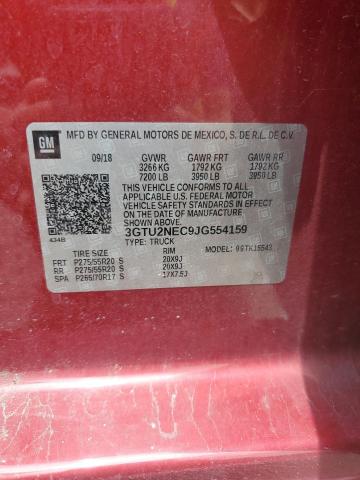 GM
MFD BY GENERAL MOTORS DE MEXICO, S. DE R.L. DE C.V.
09/18 GVWR GAWR FRT GAWR RR
3266 KG 1792 KG 1792 KG
7200 LB 3950 LB 3950 LB
THIS VEHICLE CONFORMS TO ALL
APPLICABLE U.S. FEDERAL MOTOR
VEHICLE SAFETY STANDARDS IN EFFECT
ON THE DATE OF MANUFACTURE SHOWN ABOVE.
3GTU2NEC9JG554159
434B TYPE: TRUCK MODEL: 99TK15543
TIRE SIZE RIM
FRT P275/55R20 S 20X9J
RR P275/55R20 S 20X9J
SPA P265/70R17 S 17X7.5J